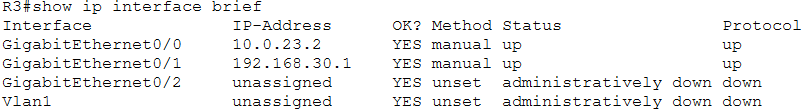 R3#show ip interface brief
Interface IP-Address OK? Method Status Protocol
GigabitEthernet0/0 10.0.23.2 YES manual up up
GigabitEthernet0/1 192.168.30.1 YES manual up up
GigabitEthernet0/2 unassigned YES unset administratively down down
Vlan1 unassigned YES unset administratively down down